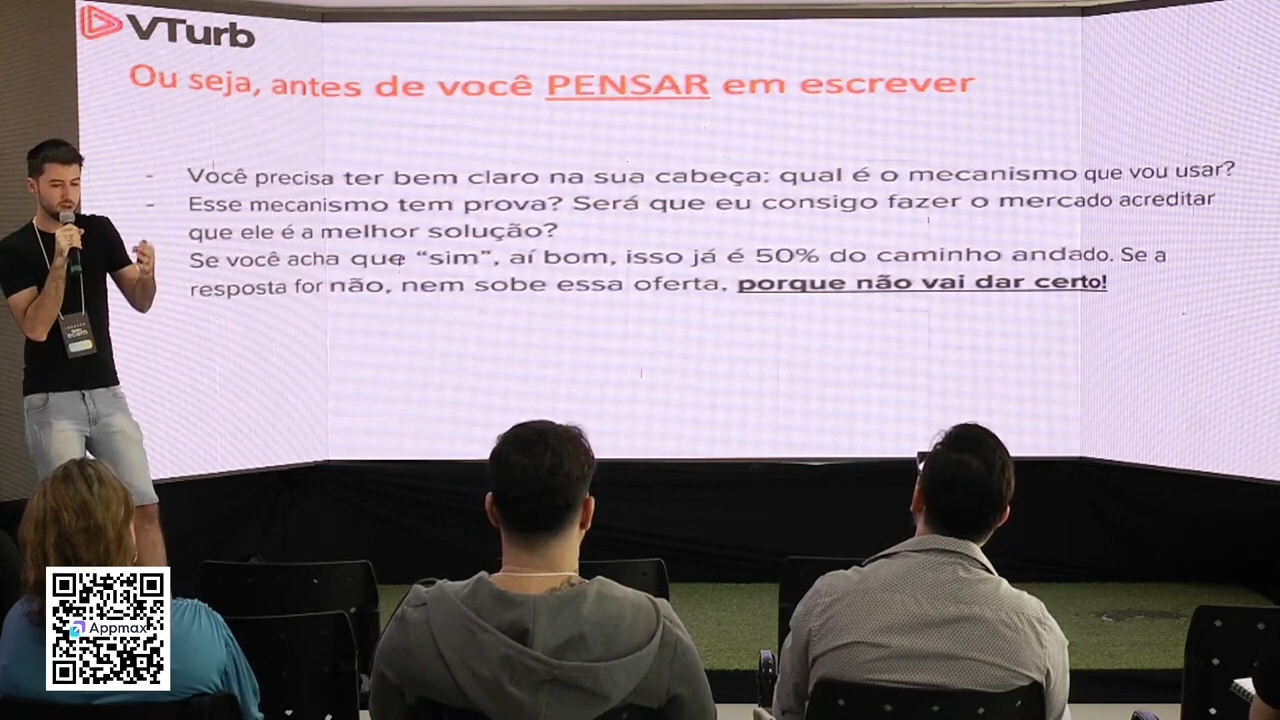 VTurb
Ou seja, antes de você PENSAR em escrever
- Você precisa ter bem claro na sua cabeça: qual é o mecanismo que vou usar?
- Esse mecanismo tem prova? Será que eu consigo fazer o mercado acreditar
que ele é a melhor solução?
Se você acha que “sim”, aí bom, isso já é 50% do caminho andado. Se a
resposta for não, nem sobe essa oferta, porque não vai dar certo!
Appmax